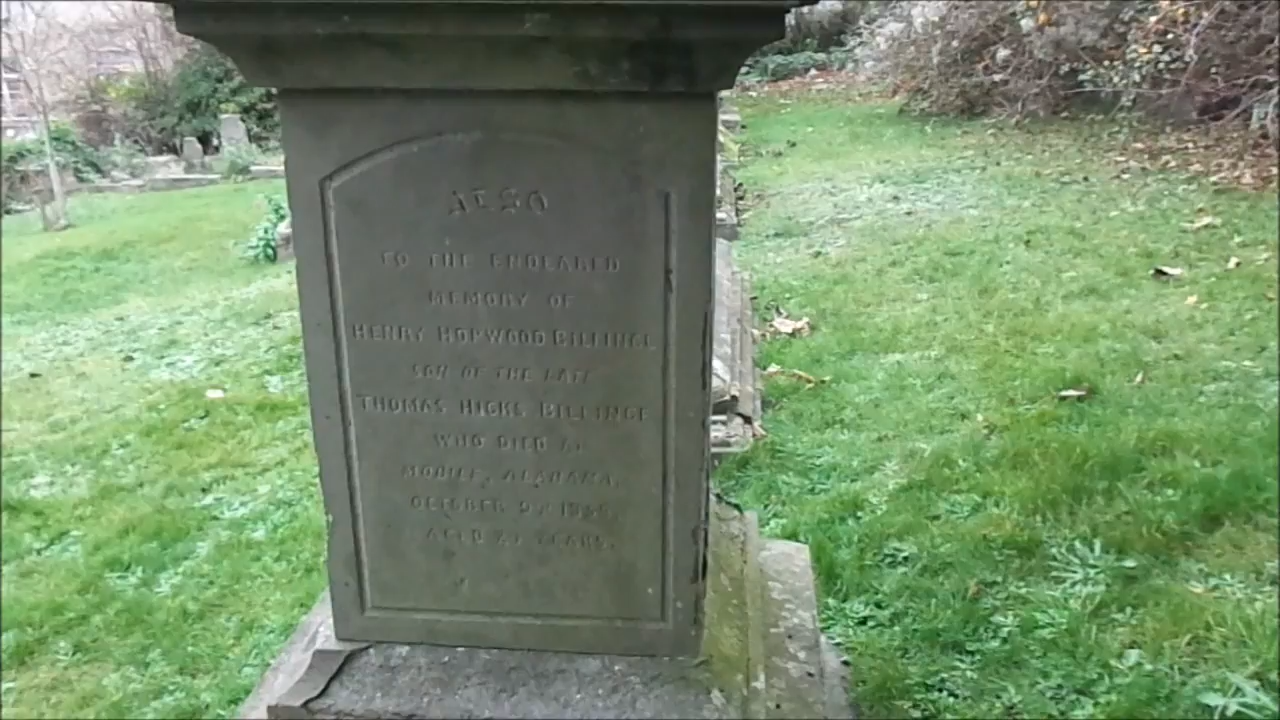 ALSO
TO THE ENDEARED
MEMORY OF
HENRY HOPWOOD BILLINGE
SON OF THE LATE
THOMAS HICKS BILLINGE
WHO DIED AT
MOBILE, ALABAMA,
OCTOBER
AGED YEARS.